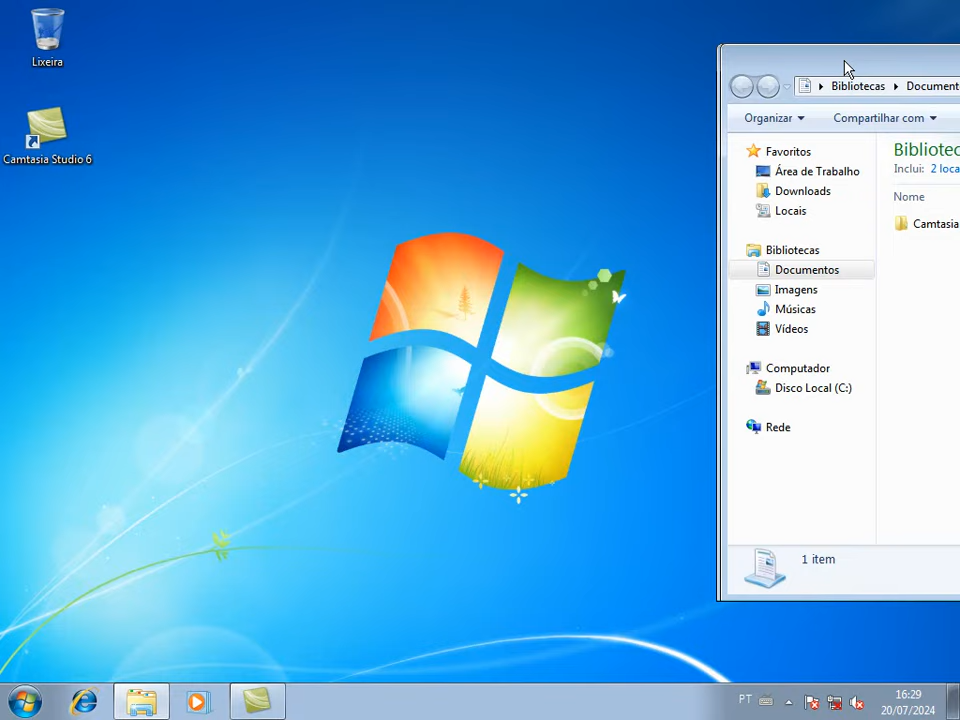 Lixeira
Camtasia Studio 6
Bibliotecas
Document
Organizar
Compartilhar com
Favoritos
Área de Trabalho
Downloads
Locais
Bibliotecas
Documentos
Imagens
Músicas
Vídeos
Computador
Disco Local (C:)
Rede
Bibliotec
Inclui: 2 loca
Nome
Camtasia
1 item
PT
16:29
20/07/2024